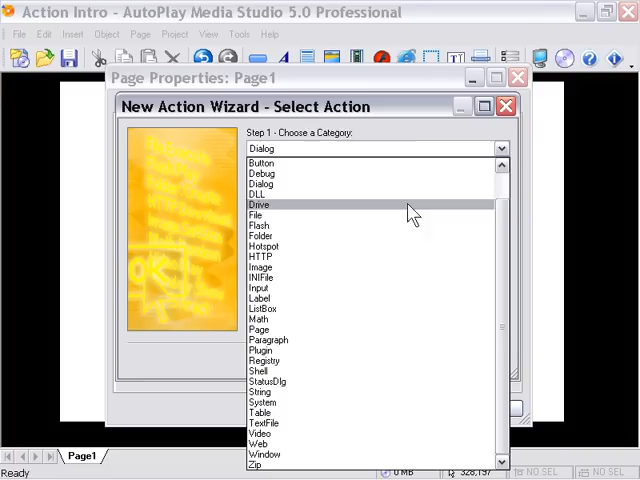 Action Intro - AutoPlay Media Studio 5.0 Professional
File Edit Insert Object Page Project View Tools Help
Page Properties: Page1
New Action Wizard - Select Action
Step 1 - Choose a Category:
Dialog
Button
Debug
Dialog
DLL
Drive
File
Flash
Folder
Hotspot
HTTP
Image
INIFile
Input
Label
ListBox
Math
Page
Paragraph
Plugin
Registry
Shell
StatusDlg
String
System
Table
TextFile
Video
Web
Window
Zip
Page1
Ready 0 MB 328,197 NO SEL NO SEL